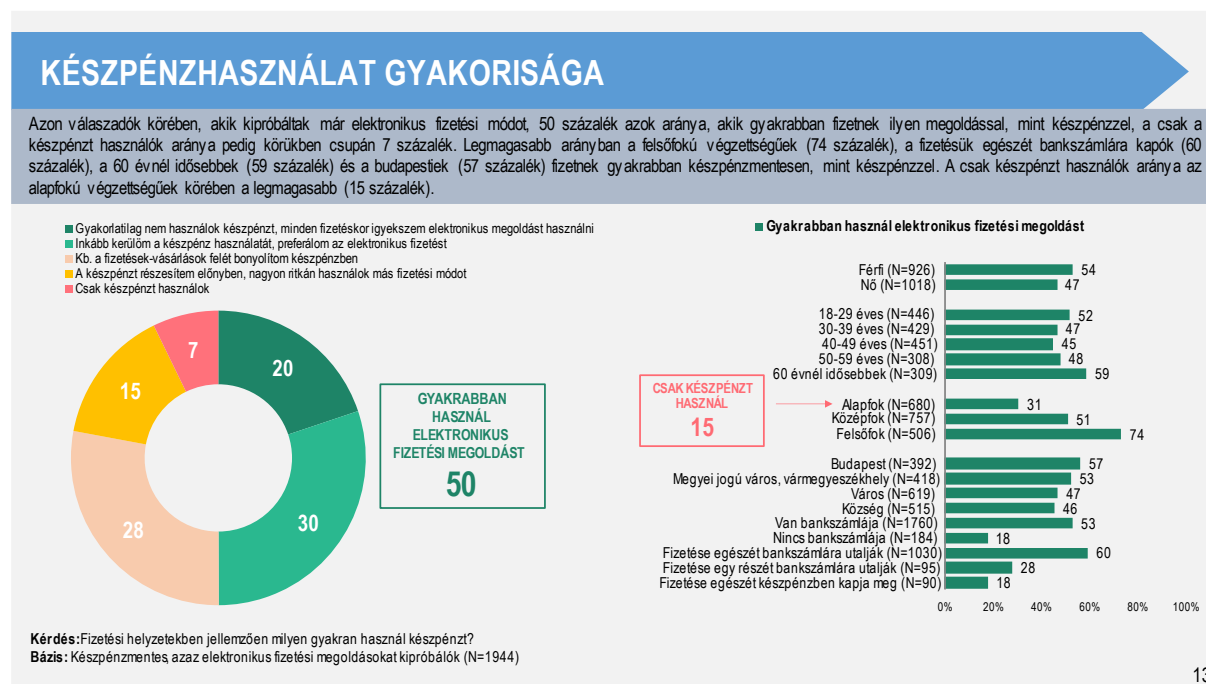 KÉSZPÉNZHASZNÁLAT GYAKORISÁGA
Azon válaszadók körében, akik kipróbáltak már elektronikus fizetési módot, 50 százalék azok aránya, akik gyakrabban fizetnek ilyen megoldással, mint készpénzzel, a csak a
készpénzt használók aránya pedig körükben csupán 7 százalék. Legmagasabb arányban a felsőfokú végzettségűek (74 százalék), a fizetésük egészét bankszámlára kapók (60
százalék), a 60 évnél idősebbek (59 százalék) és a budapestiek (57 százalék) fizetnek gyakrabban készpénzmentesen, mint készpénzzel. A csak készpénzt használók aránya az
alapfokú végzettségűek körében a legmagasabb (15 százalék).
Gyakorlatilag nem használok készpénzt, minden fizetéskor igyekszem elektronikus megoldást használni
Inkább kerülöm a készpénz használatát, preferálom az elektronikus fizetést
Kb. a fizetések-vásárlások felét bonyolítom készpénzben
A készpénzt részesítem előnyben, nagyon ritkán használok más fizetési módot
Csak készpénzt használok
20
30
28
15
7
GYAKRABBAN
HASZNÁL
ELEKTRONIKUS
FIZETÉSI MEGOLDÁST
50
Gyakrabban használ elektronikus fizetési megoldást
Férfi (N=926) 54
Nő (N=1018) 47
18-29 éves (N=446) 52
30-39 éves (N=429) 47
40-49 éves (N=451) 45
50-59 éves (N=308) 48
60 évnél idősebbek (N=309) 59
CSAK KÉSZPÉNZT
HASZNÁL
15
Alapfok (N=680) 31
Középfok (N=757) 51
Felsőfok (N=506) 74
Budapest (N=392) 57
Megyei jogú város, vármegyeszékhely (N=418) 53
Város (N=619) 47
Község (N=515) 46
Van bankszámlája (N=1760) 53
Nincs bankszámlája (N=184) 18
Fizetése egészét bankszámlára utalják (N=1030) 60
Fizetése egy részét bankszámlára utalják (N=95) 28
Fizetése egészét készpénzben kapja meg (N=90) 18
0% 20% 40% 60% 80% 100%
Kérdés:Fizetési helyzetekben jellemzően milyen gyakran használ készpénzt?
Bázis: Készpénzmentes, azaz elektronikus fizetési megoldásokat kipróbálók (N=1944)
13